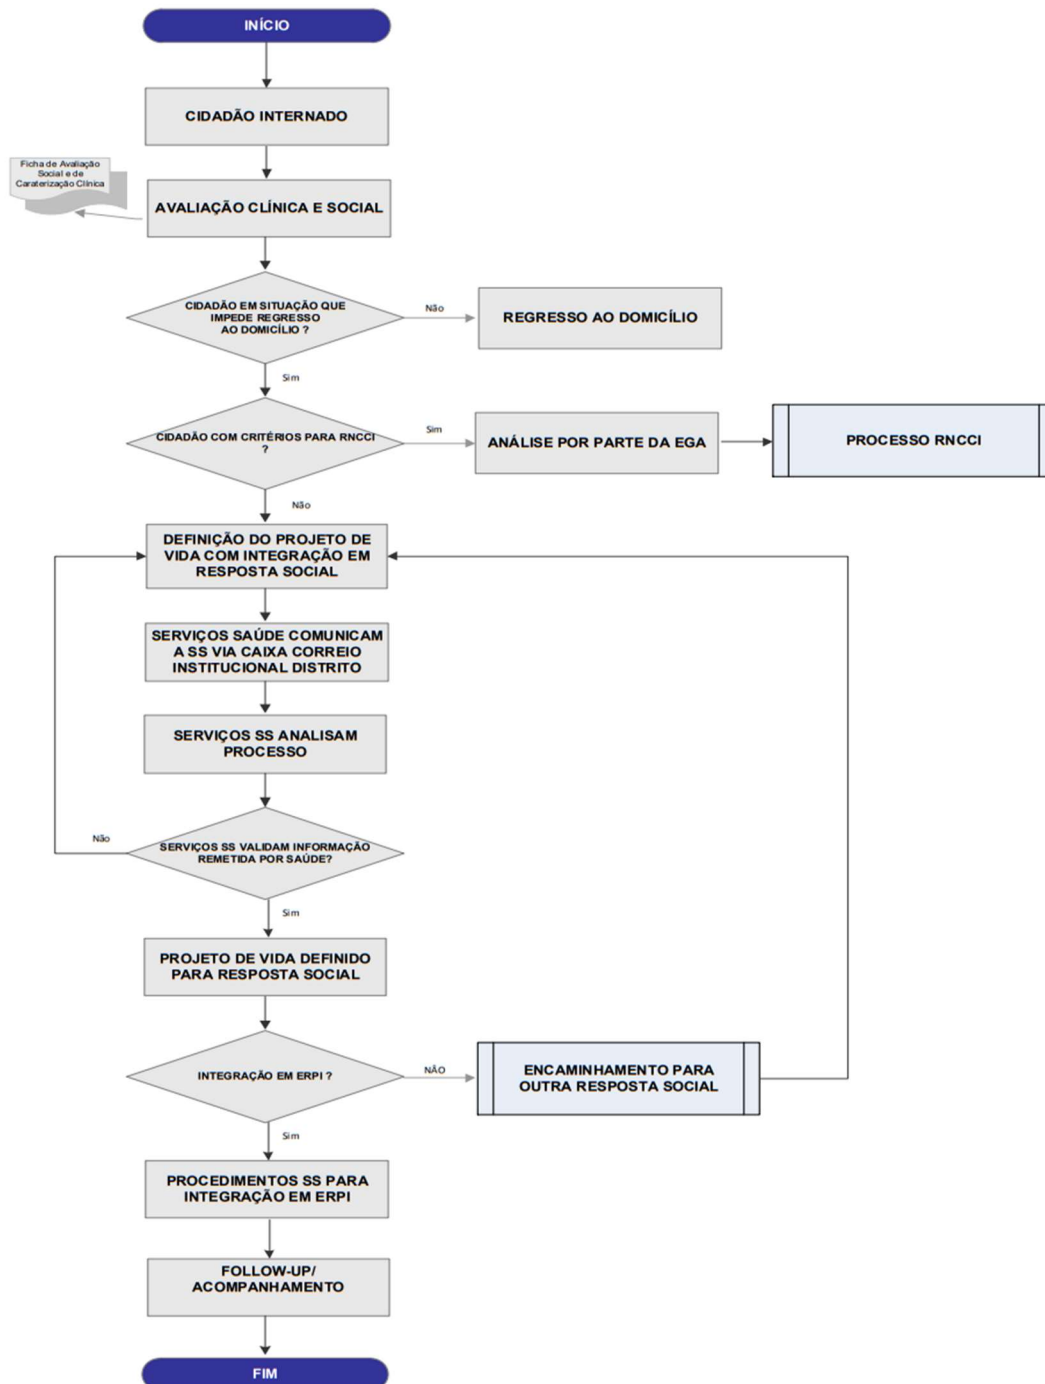 INÍCIO
CIDADÃO INTERNADO
Ficha de Avaliação
Social e de
Caraterização Clínica
AVALIAÇÃO CLÍNICA E SOCIAL
CIDADÃO EM SITUAÇÃO QUE
IMPEDE REGRESSO
AO DOMICÍLIO ?
Não
REGRESSO AO DOMICÍLIO
Sim
CIDADÃO COM CRITÉRIOS PARA RNCCI
?
Sim
ANÁLISE POR PARTE DA EGA
PROCESSO RNCCI
Não
DEFINIÇÃO DO PROJETO DE
VIDA COM INTEGRAÇÃO EM
RESPOSTA SOCIAL
SERVIÇOS SAÚDE COMUNICAM
A SS VIA CAIXA CORREIO
INSTITUCIONAL DISTRITO
SERVIÇOS SS ANALISAM
PROCESSO
Não
SERVIÇOS SS VALIDAM INFORMAÇÃO
REMETIDA POR SAÚDE?
Sim
PROJETO DE VIDA DEFINIDO
PARA RESPOSTA SOCIAL
INTEGRAÇÃO EM ERPI ?
NÃO
ENCAMINHAMENTO PARA
OUTRA RESPOSTA SOCIAL
Sim
PROCEDIMENTOS SS PARA
INTEGRAÇÃO EM ERPI
FOLLOW-UP/
ACOMPANHAMENTO
FIM